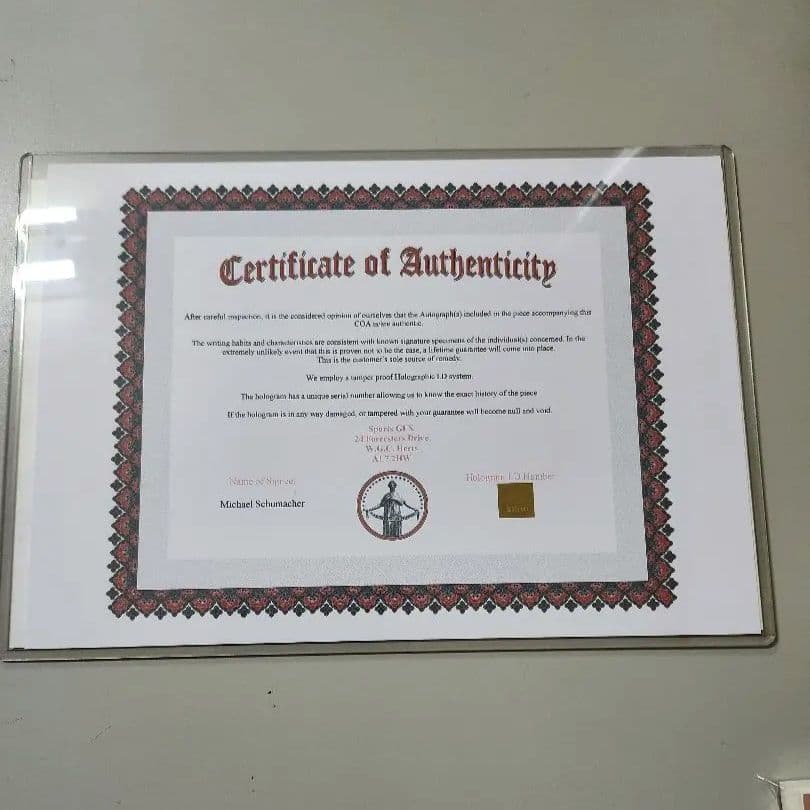 Certificate of Authenticity
After careful inspection, it is the considered opinion of ourselves that the Autograph(s) included in the piece accompanying this
COA is/are authentic.
The writing habits and characteristics are consistent with known signature specimens of the individual(s) concerned. In the
extremely unlikely event that this is proven not to be the case, a lifetime guarantee will come into place.
This is the customer's sole source of remedy.
We employ a tamper proof Holographic I.D system.
The hologram has a unique serial number allowing us to know the exact history of the piece
If the hologram is in any way damaged, or tampered with your guarantee will become null and void.
Sports GFX
24 Forresters Drive
W.G.C. Herts
AL7 2HW
Name of Signed
Hologram I/D Number
Michael Schumacher